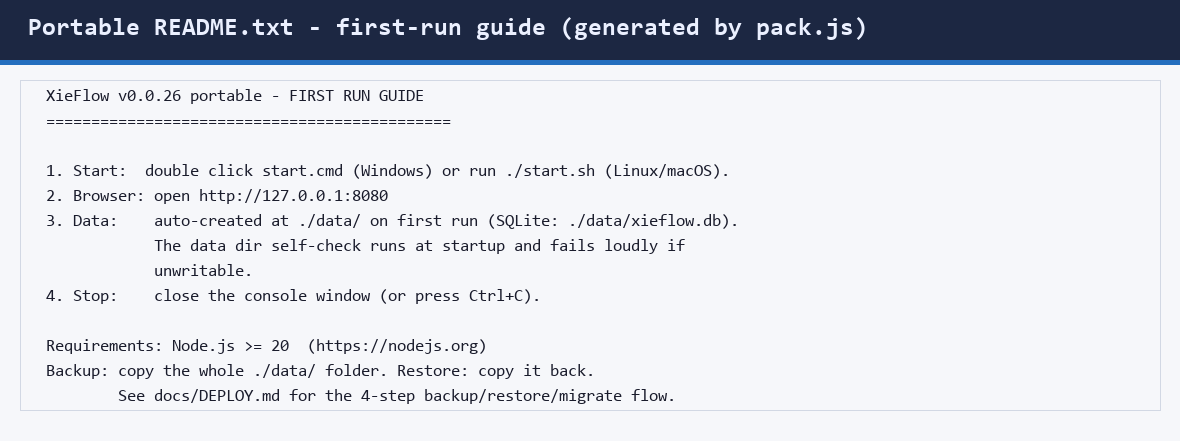 Portable README.txt - first-run guide (generated by pack.js)
XieFlow v0.0.26 portable - FIRST RUN GUIDE
=============================================
1. Start:  double click start.cmd (Windows) or run ./start.sh (Linux/macOS).
2. Browser: open http://127.0.0.1:8080
3. Data:    auto-created at ./data/ on first run (SQLite: ./data/xieflow.db).
            The data dir self-check runs at startup and fails loudly if
            unwritable.
4. Stop:    close the console window (or press Ctrl+C).
Requirements: Node.js >= 20  (https://nodejs.org)
Backup: copy the whole ./data/ folder. Restore: copy it back.
        See docs/DEPLOY.md for the 4-step backup/restore/migrate flow.